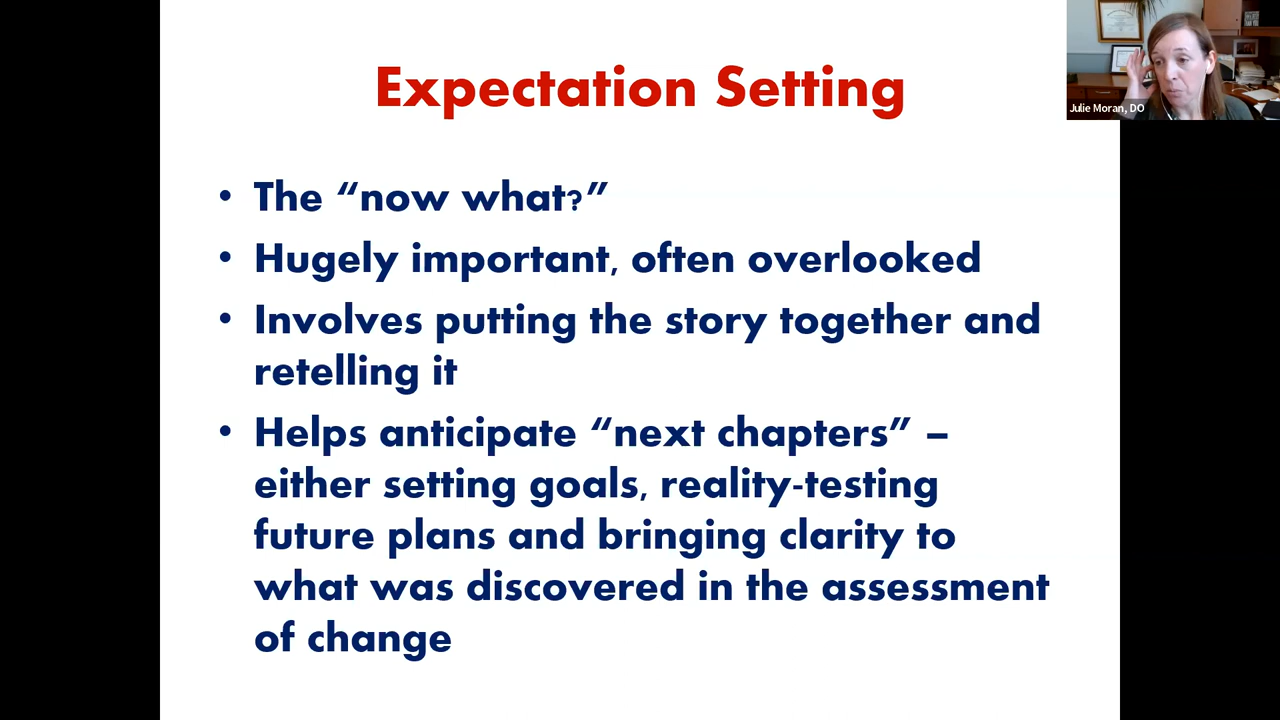 Expectation Setting
Julie Moran, DO
• The “now what?”
• Hugely important, often overlooked
• Involves putting the story together and
retelling it
• Helps anticipate “next chapters” –
either setting goals, reality-testing
future plans and bringing clarity to
what was discovered in the assessment
of change